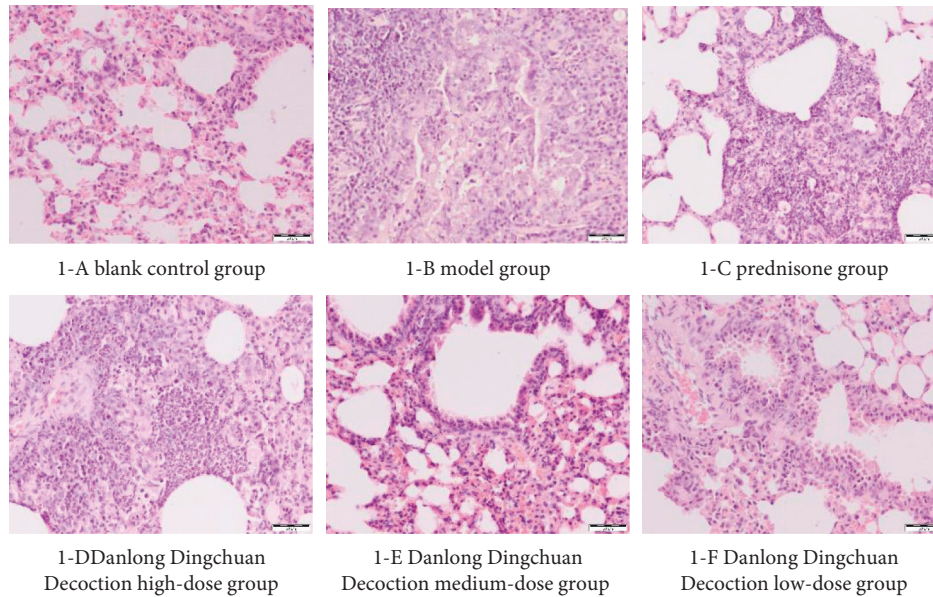 1-A blank control group
1-B model group
1-C prednisone group
1-DDanlong Dingchuan
Decoction high-dose group
1-E Danlong Dingchuan
Decoction medium-dose group
1-F Danlong Dingchuan
Decoction low-dose group